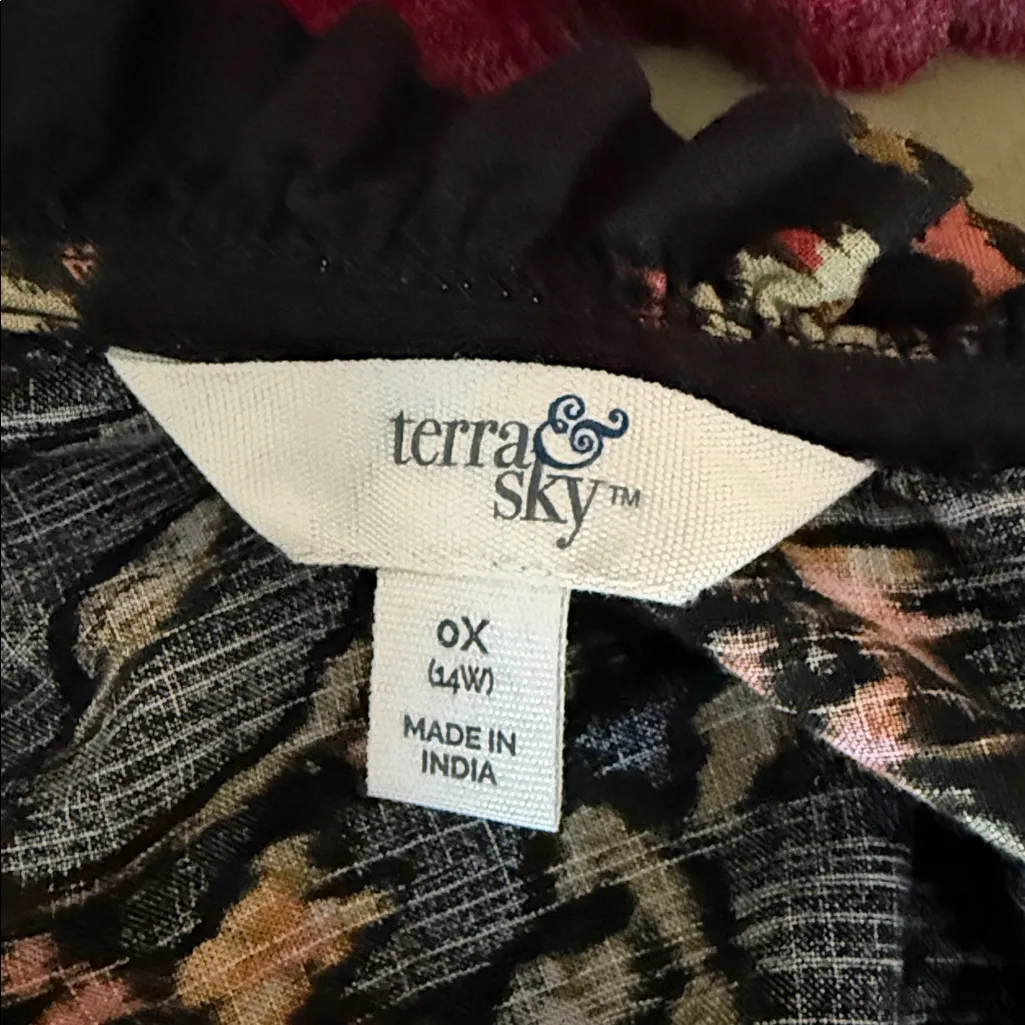 terra &
sky™
0X
(14W)
MADE IN
INDIA